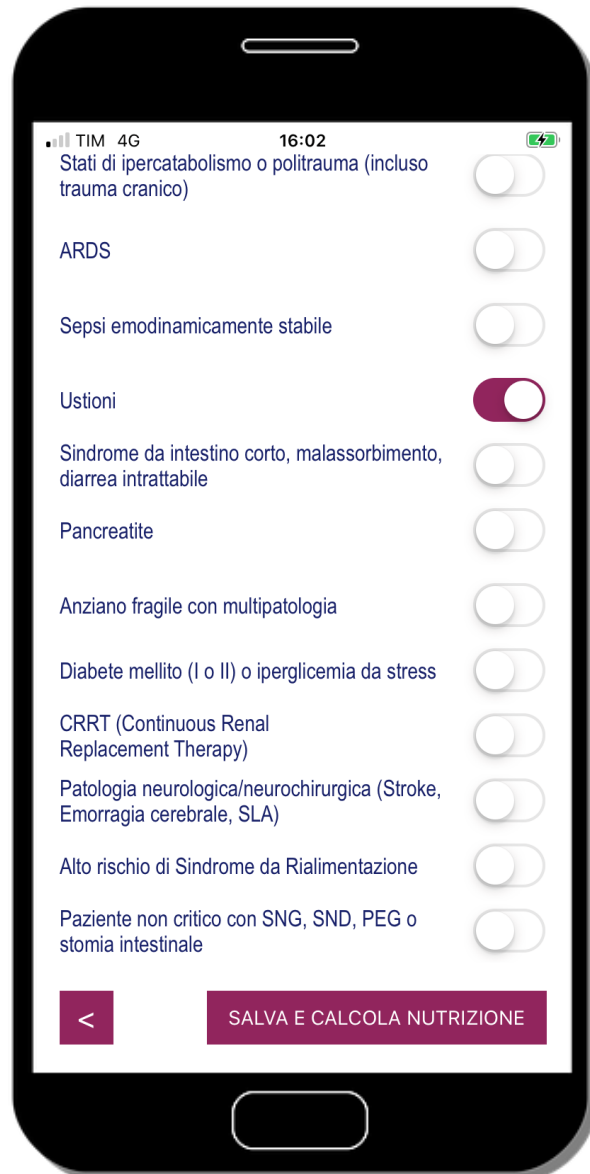 TIM 4G 16:02
Stati di ipercatabolismo o politrauma (incluso
trauma cranico)
ARDS
Sepsi emodinamicamente stabile
Ustioni
Sindrome da intestino corto, malassorbimento,
diarrea intrattabile
Pancreatite
Anziano fragile con multipatologia
Diabete mellito (I o II) o iperglicemia da stress
CRRT (Continuous Renal
Replacement Therapy)
Patologia neurologica/neurochirurgica (Stroke,
Emorragia cerebrale, SLA)
Alto rischio di Sindrome da Rialimentazione
Paziente non critico con SNG, SND, PEG o
stomia intestinale
< SALVA E CALCOLA NUTRIZIONE